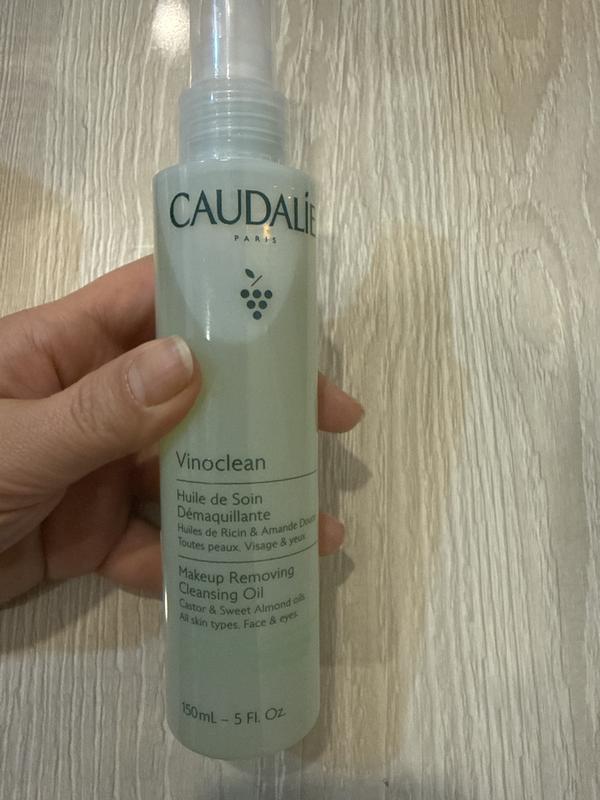 CAUDALÍE
PARIS
Vinoclean
Huile de Soin
Démaquillante
Huiles de Ricin & Amande Douce
Toutes peaux. Visage & yeux.
Makeup Removing
Cleansing Oil
Castor & Sweet Almond oils
All skin types. Face & eyes.
150mL – 5 Fl. Oz